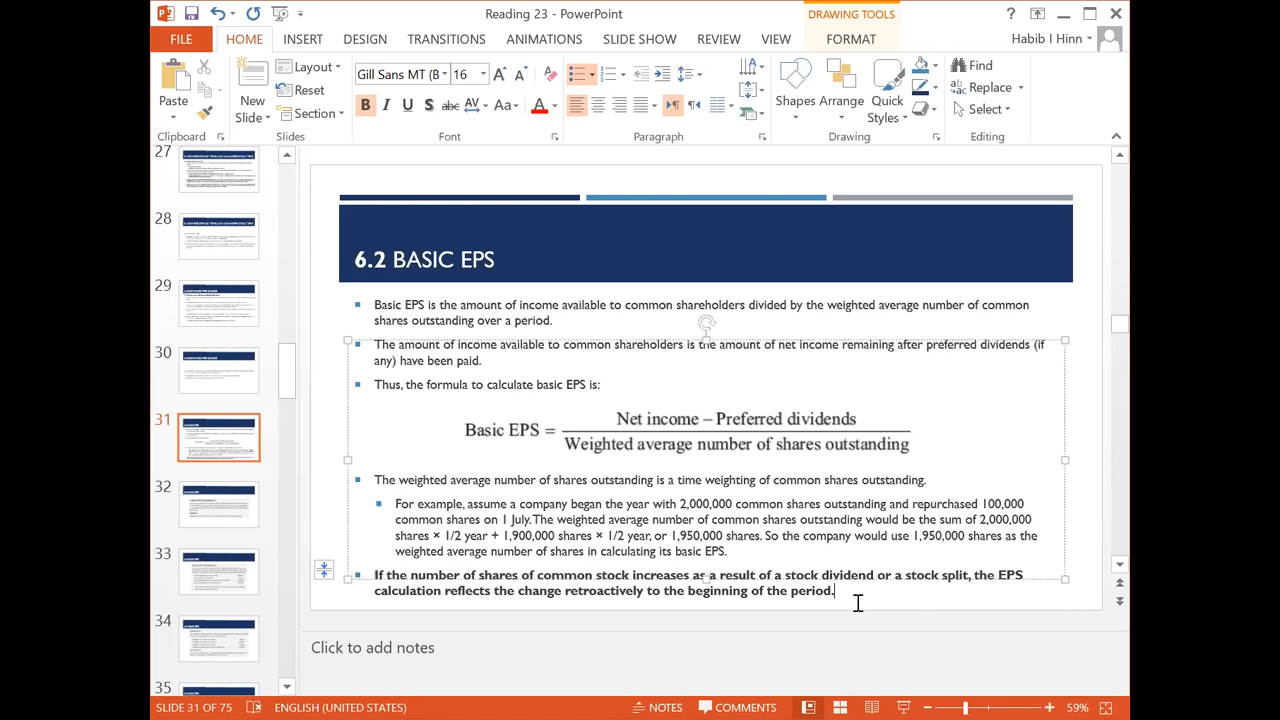 Reading 23 - PowerPoint
DRAWING TOOLS
FILE HOME INSERT DESIGN TRANSITIONS ANIMATIONS SLIDE SHOW REVIEW VIEW FORMAT
Habib I Hinn
Layout
Reset
Section
Paste
New
Slide
Gill Sans MT (B
Aa
Shapes
Arrange
Quick
Styles
Find
Replace
Select
Clipboard
Slides
Font
Paragraph
Drawing
Editing
27
28
29
30
31
32
33
34
35
6.2 BASIC EPS
Basic EPS is the amount of income available to common shareholders divided by the weighted average number of common
shares outstanding over a period.
The amount of income available to common shareholders is the amount of net income remaining after preferred dividends (if
any) have been paid.
Thus, the formula to calculate basic EPS is:
Basic EPS = Net income – Preferred dividends
Weighted average number of shares outstanding
The weighted average number of shares outstanding is a time weighting of common shares outstanding.
For example, assume a company began the year with 2,000,000 common shares outstanding and repurchased 100,000
common shares on 1 July. The weighted average number of common shares outstanding would be the sum of 2,000,000
shares × 1/2 year + 1,900,000 shares × 1/2 year, or 1,950,000 shares. So the company would use 1,950,000 shares as the
weighted average number of shares in calculating its basic EPS.
If the number of shares of common stock increases as a result of a stock dividend or a stock split, the EPS
calculation reflects the change retroactively to the beginning of the period.
Click to add notes
SLIDE 31 OF 75
ENGLISH (UNITED STATES)
NOTES
COMMENTS
59%